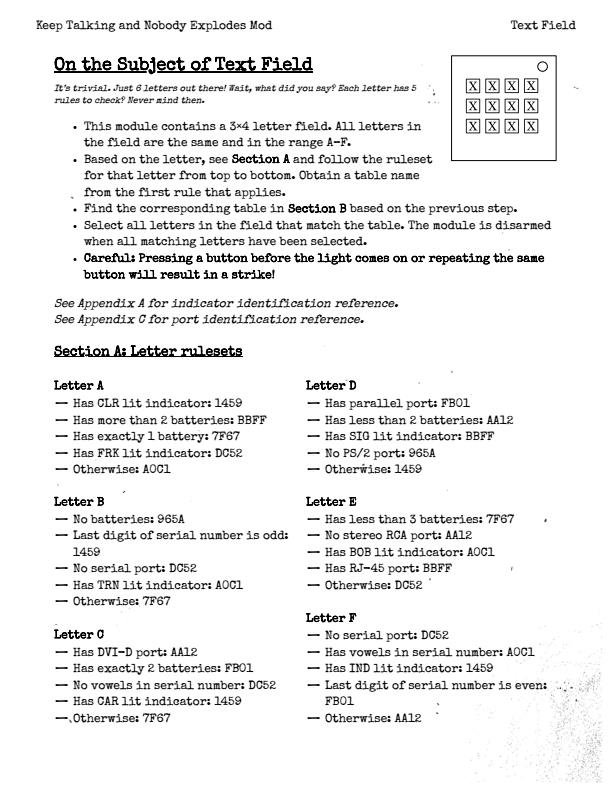 Keep Talking and Nobody Explodes Mod
Text Field
On the Subject of Text Field
It's trivial. Just 6 letters out there! Wait, what did you say? Each letter has 5
rules to check? Never mind then.
X X X X
X X X X
X X X X
• This module contains a 3×4 letter field. All letters in
the field are the same and in the range A-F.
• Based on the letter, see Section A and follow the ruleset
for that letter from top to bottom. Obtain a table name
from the first rule that applies.
• Find the corresponding table in Section B based on the previous step.
• Select all letters in the field that match the table. The module is disarmed
when all matching letters have been selected.
• Careful: Pressing a button before the light comes on or repeating the same
button will result in a strike!
See Appendix A for indicator identification reference.
See Appendix C for port identification reference.
Section A: Letter rulesets
Letter A
— Has CLR lit indicator: 1459
— Has more than 2 batteries: BBFF
— Has exactly 1 battery: 7F67
— Has FRK lit indicator: DC52
— Otherwise: A0C1
Letter B
— No batteries: 965A
— Last digit of serial number is odd:
1459
— No serial port: DC52
— Has TRN lit indicator: A0C1
— Otherwise: 7F67
Letter C
— Has DVI-D port: AA12
— Has exactly 2 batteries: FB01
— No vowels in serial number: DC52
— Has CAR lit indicator: 1459
— Otherwise: 7F67
Letter D
— Has parallel port: FB01
— Has less than 2 batteries: AA12
— Has SIG lit indicator: BBFF
— No PS/2 port: 965A
— Otherwise: 1459
Letter E
— Has less than 3 batteries: 7F67
— No stereo RCA port: AA12
— Has BOB lit indicator: A0C1
— Has RJ-45 port: BBFF
— Otherwise: DC52
Letter F
— No serial port: DC52
— Has vowels in serial number: A0C1
— Has IND lit indicator: 1459
— Last digit of serial number is even:
FB01
— Otherwise: AA12